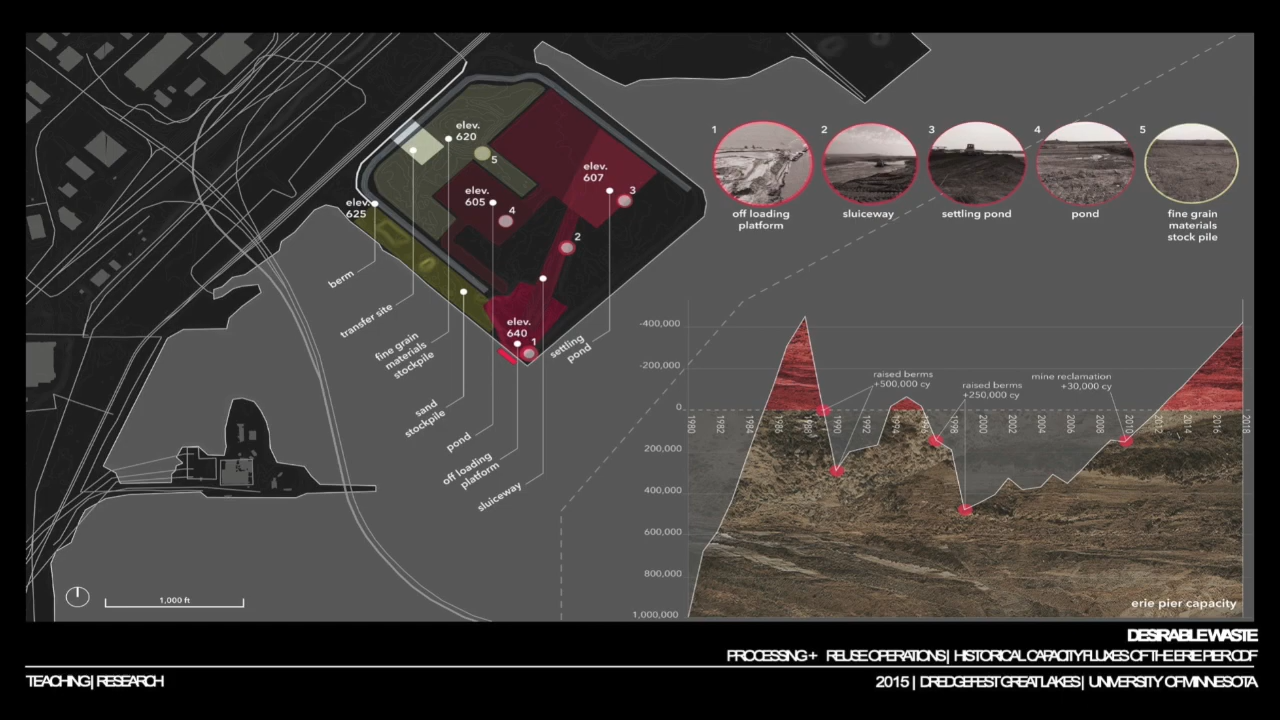 elev.
620
elev.
607
elev.
605
elev.
625
elev.
640
5
3
4
2
1
berm
transfer site
fine grain
materials
stockpile
sand
stockpile
pond
off loading
platform
sluiceway
settling
pond
1,000 ft
1
2
3
4
5
off loading
platform
sluiceway
settling pond
pond
fine grain
materials
stock pile
-400,000
-200,000
0
200,000
400,000
600,000
800,000
1,000,000
raised berms
+500,000 cy
raised berms
+250,000 cy
mine reclamation
+30,000 cy
1980
1982
1984
1986
1988
1990
1992
1994
1996
1998
2000
2002
2004
2006
2008
2010
2012
2014
2016
2018
erie pier capacity
DESIRABLE WASTE
PROCESSING + REUSE OPERATIONS | HISTORICAL CAPACITY FLUXES OF THE ERIE PIER CDF
TEACHING | RESEARCH
2015 | DREDGEFEST GREAT LAKES | UNIVERSITY OF MINNESOTA